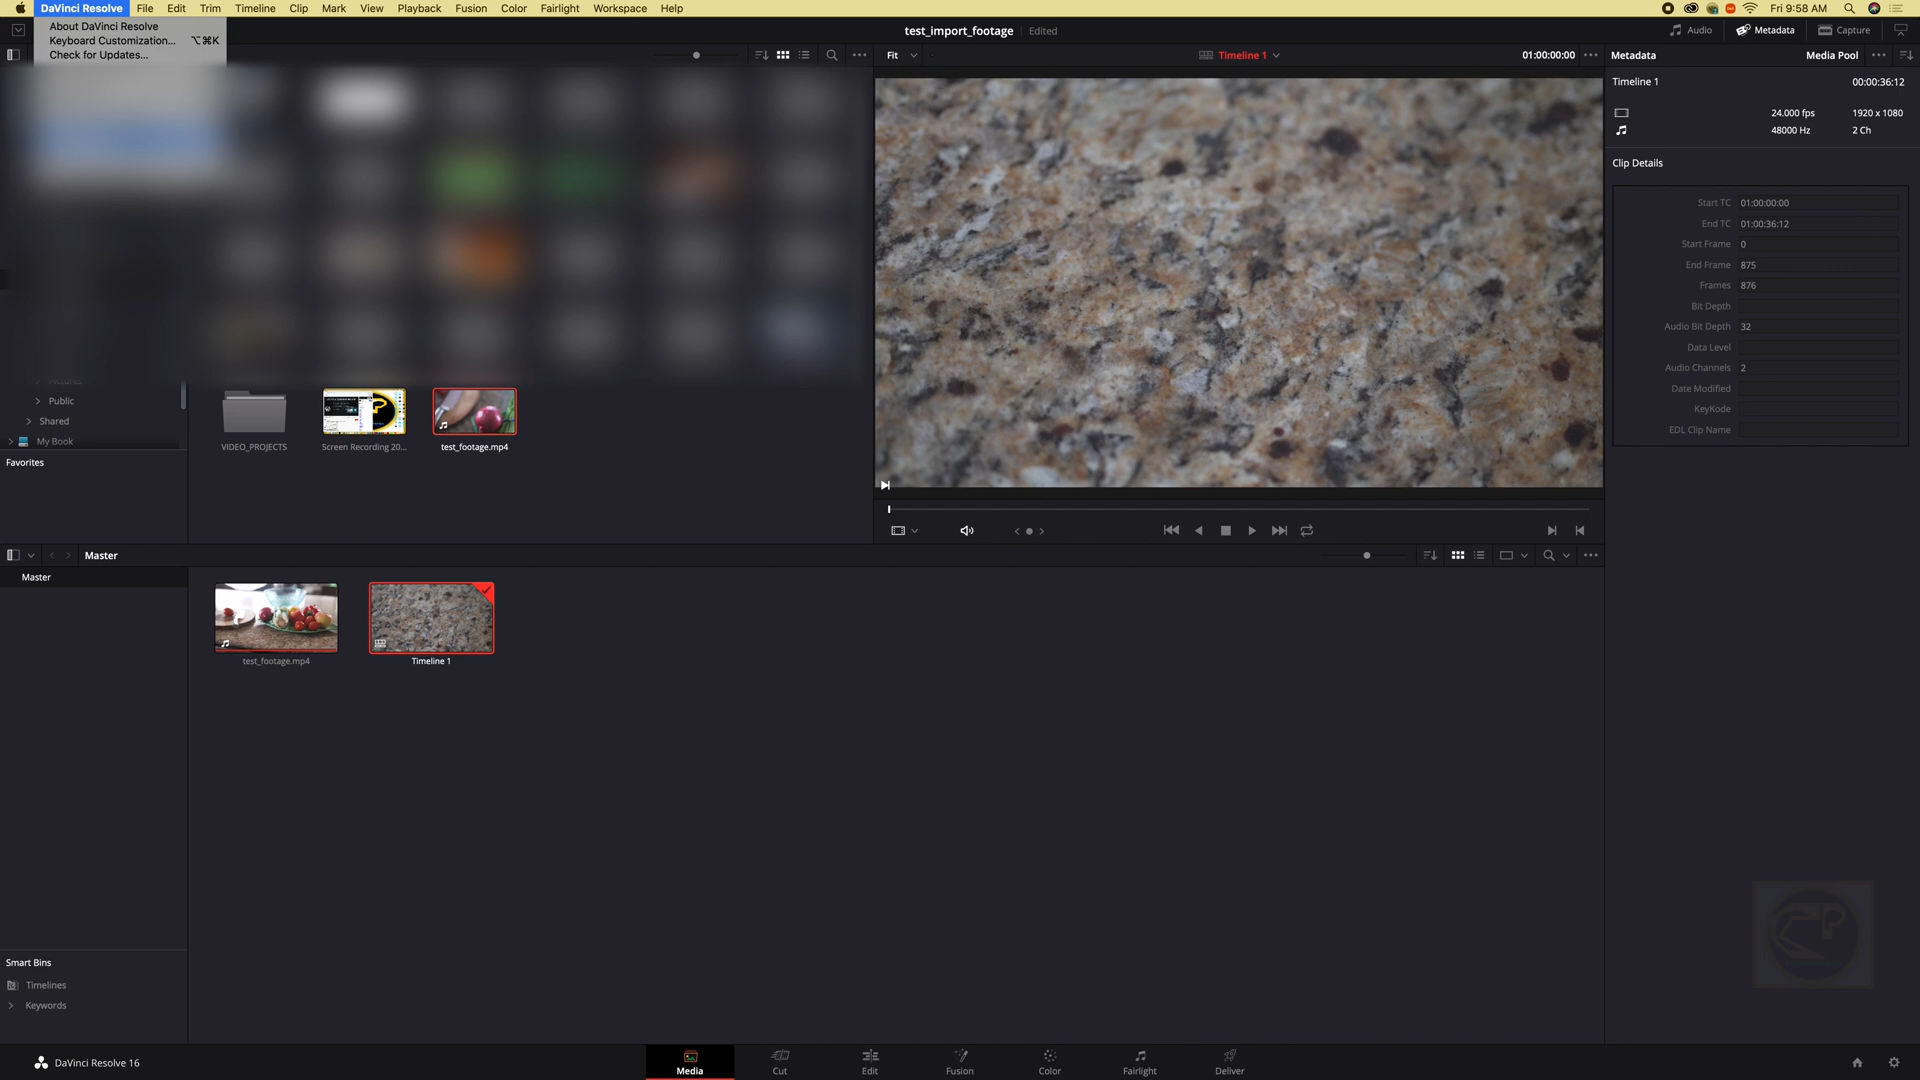 DaVinci Resolve File Edit Trim Timeline Clip Mark View Playback Fusion Color Fairlight Workspace Help
Fri 9:58 AM
About DaVinci Resolve
Keyboard Customization... ⌥⌘K
Check for Updates...
test_import_footage Edited
Audio Metadata Capture
Fit
Timeline 1
01:00:00:00
Metadata
Media Pool
Timeline 1
00:00:36:12
24.000 fps
1920 x 1080
48000 Hz
2 Ch
Clip Details
Start TC 01:00:00:00
End TC 01:00:36:12
Start Frame 0
End Frame 875
Frames 876
Bit Depth
Audio Bit Depth 32
Data Level
Audio Channels 2
Date Modified
KeyKode
EDL Clip Name
Pictures
Public
Shared
My Book
Favorites
VIDEO_PROJECTS
Screen Recording 20...
test_footage.mp4
Master
Master
test_footage.mp4
Timeline 1
Smart Bins
Timelines
Keywords
DaVinci Resolve 16
Media Cut Edit Fusion Color Fairlight Deliver